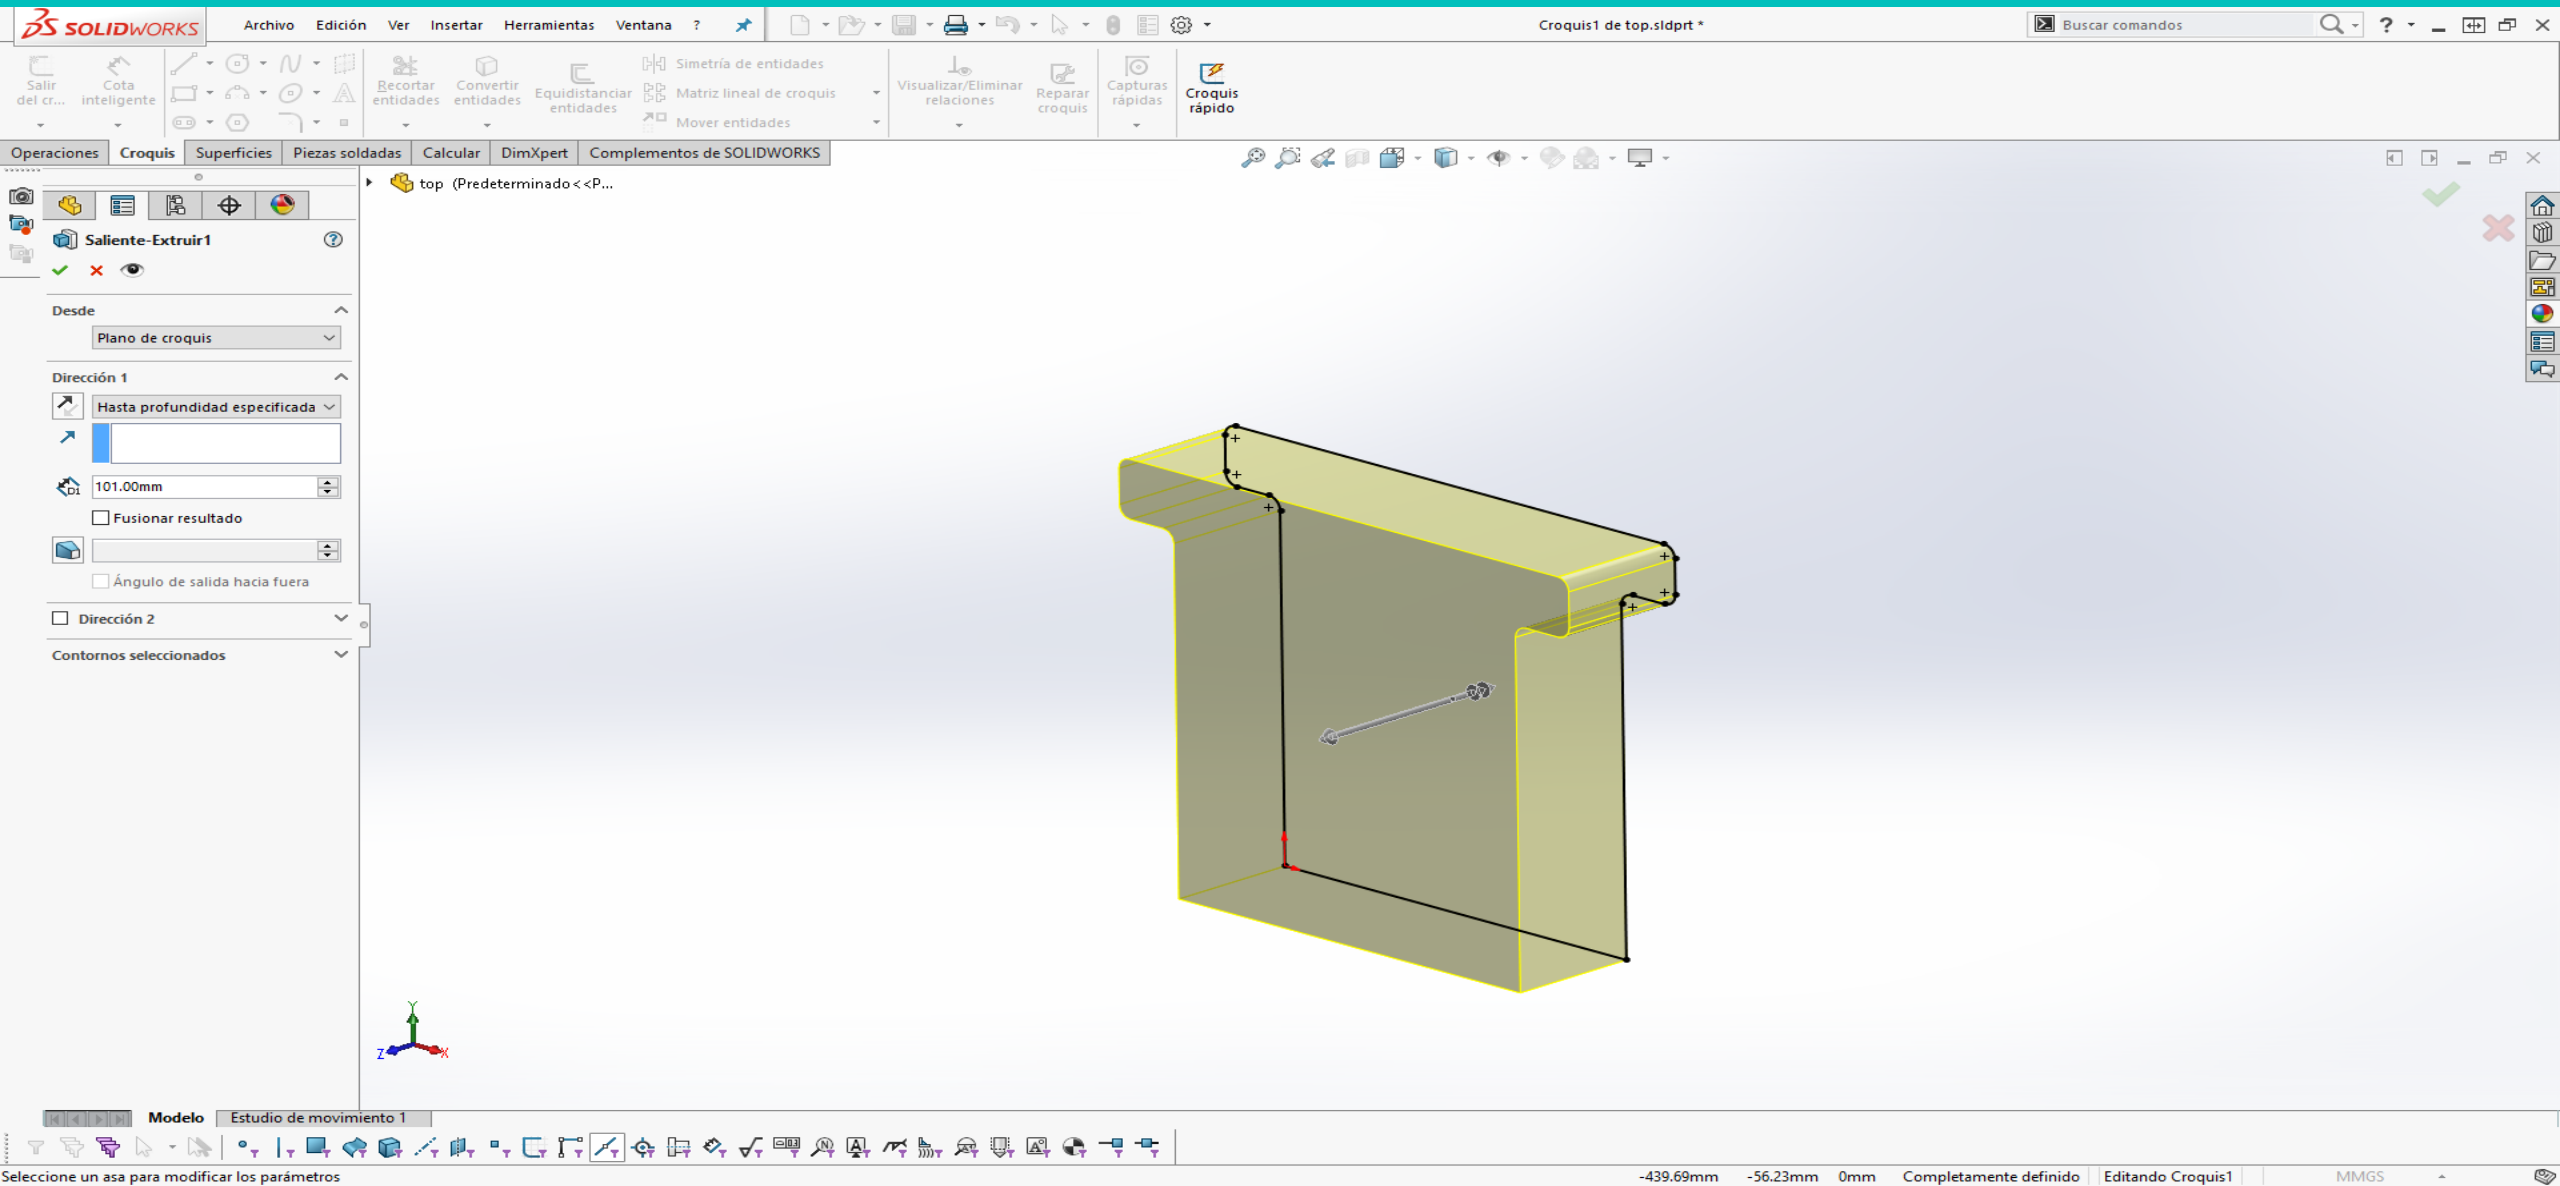 SOLIDWORKS Archivo Edición Ver Insertar Herramientas Ventana ? Croquis1 de top.sldprt * Buscar comandos ?
Salir del cr...
Cota inteligente
Recortar entidades
Convertir entidades
Equidistanciar entidades
Simetría de entidades
Matriz lineal de croquis
Mover entidades
Visualizar/Eliminar relaciones
Reparar croquis
Capturas rápidas
Croquis rápido
Operaciones Croquis Superficies Piezas soldadas Calcular DimXpert Complementos de SOLIDWORKS
top (Predeterminado<<P...
Saliente-Extruir1 ?
Desde
Plano de croquis
Dirección 1
Hasta profundidad especificada
D1 101.00mm
Fusionar resultado
Ángulo de salida hacia fuera
Dirección 2
Contornos seleccionados
Y
Z X
Modelo Estudio de movimiento 1
Seleccione un asa para modificar los parámetros -439.69mm -56.23mm 0mm Completamente definido Editando Croquis1 MMGS